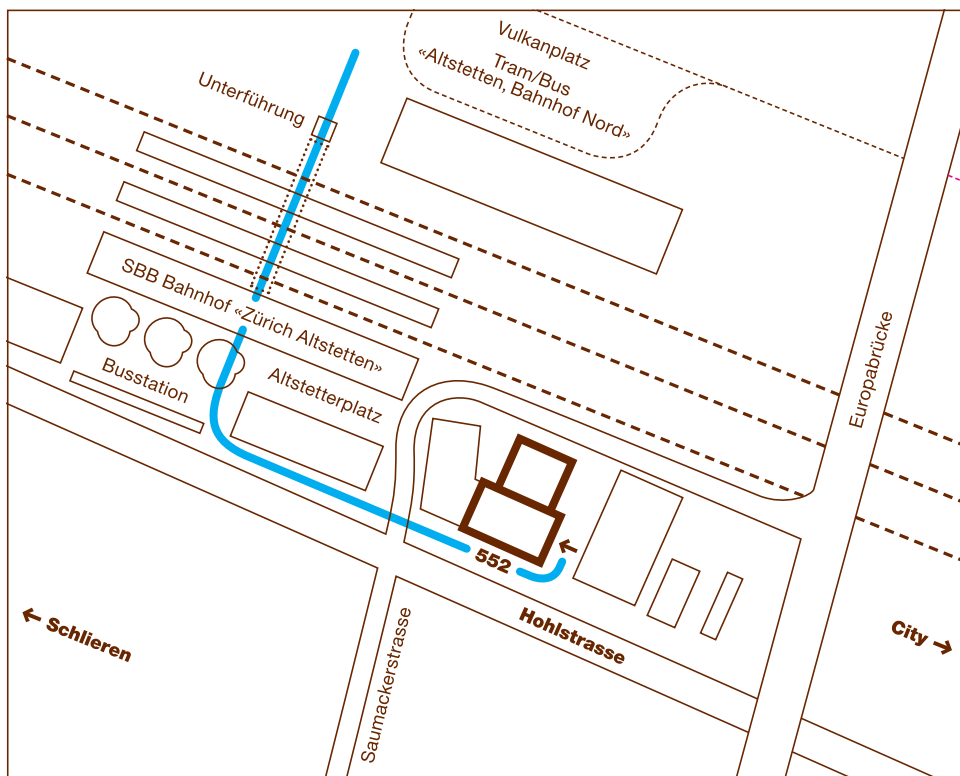 Vulkanplatz
Tram/Bus
«Altstetten, Bahnhof Nord»
Unterführung
SBB Bahnhof «Zürich Altstetten»
Busstation
Altstetterplatz
Europabrücke
552
Hohlstrasse
← Schlieren
City →
Saumackerstrasse